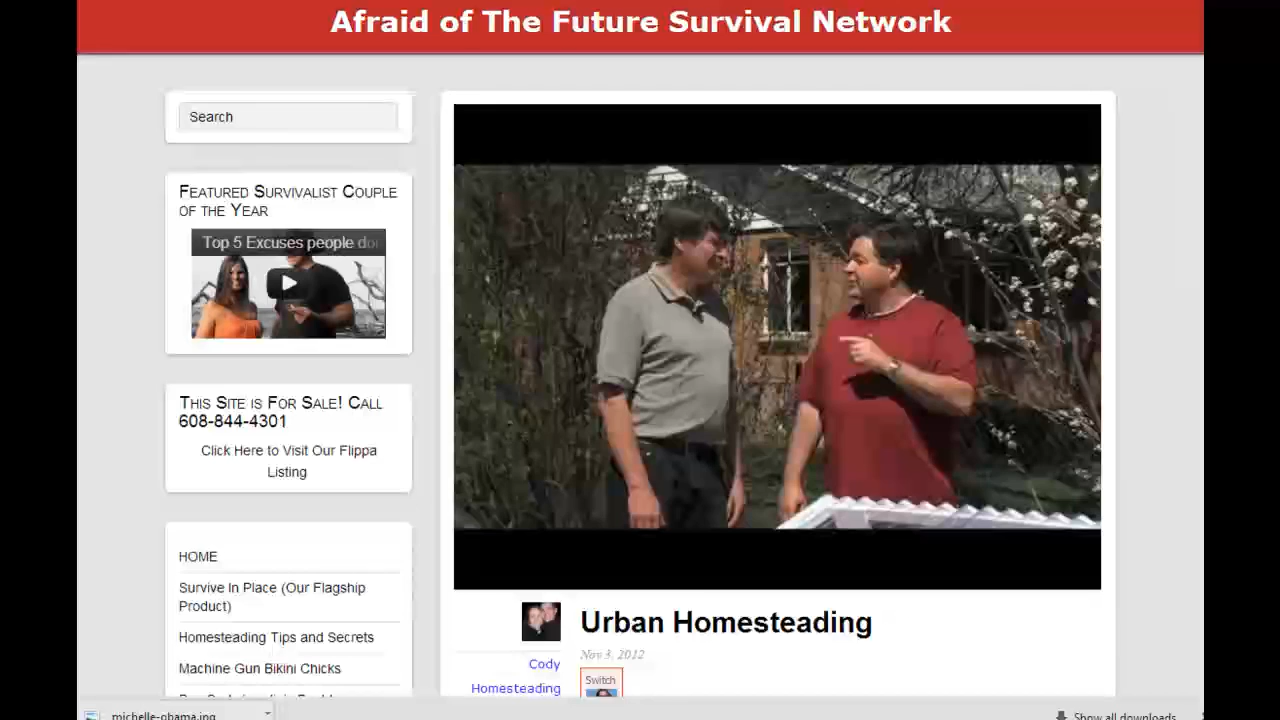 Afraid of The Future Survival Network
Search
Featured Survivalist Couple
of the Year
Top 5 Excuses people do
This Site is For Sale! Call
608-844-4301
Click Here to Visit Our Flippa
Listing
HOME
Survive In Place (Our Flagship
Product)
Homesteading Tips and Secrets
Machine Gun Bikini Chicks
Urban Homesteading
Nov 3, 2012
Cody
Homesteading
Switch
michelle-obama.jpg
Show all downloads